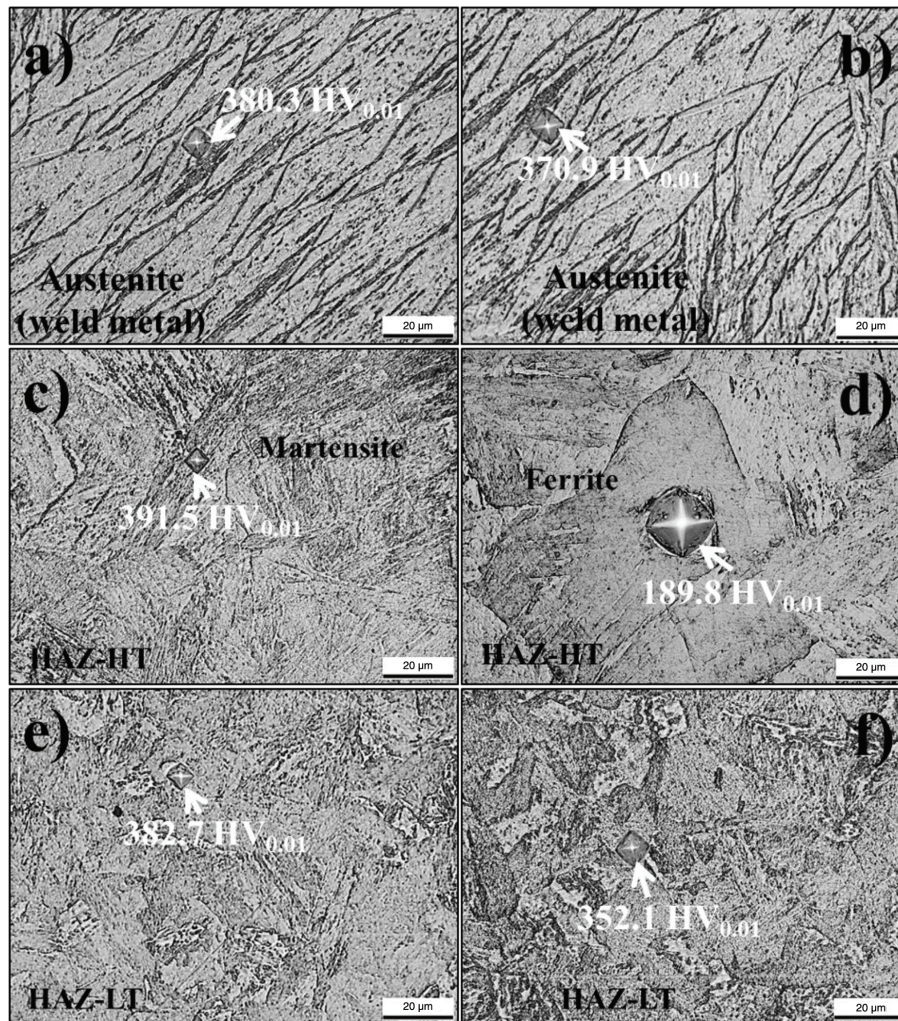 a)
380.3 HV0.01
Austenite
(weld metal)
20 µm
b)
370.9 HV0.01
Austenite
(weld metal)
20 µm
c)
Martensite
391.5 HV0.01
HAZ-HT
20 µm
d)
Ferrite
189.8 HV0.01
HAZ-HT
20 µm
e)
382.7 HV0.01
HAZ-LT
20 µm
f)
352.1 HV0.01
HAZ-LT
20 µm